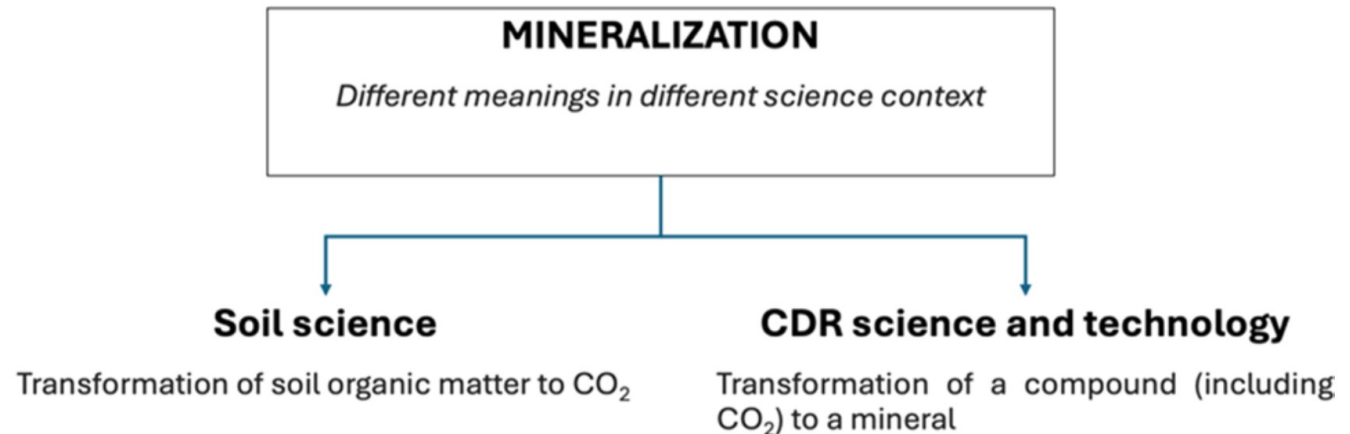 MINERALIZATION
Different meanings in different science context
Soil science
Transformation of soil organic matter to CO₂
CDR science and technology
Transformation of a compound (including
CO₂) to a mineral